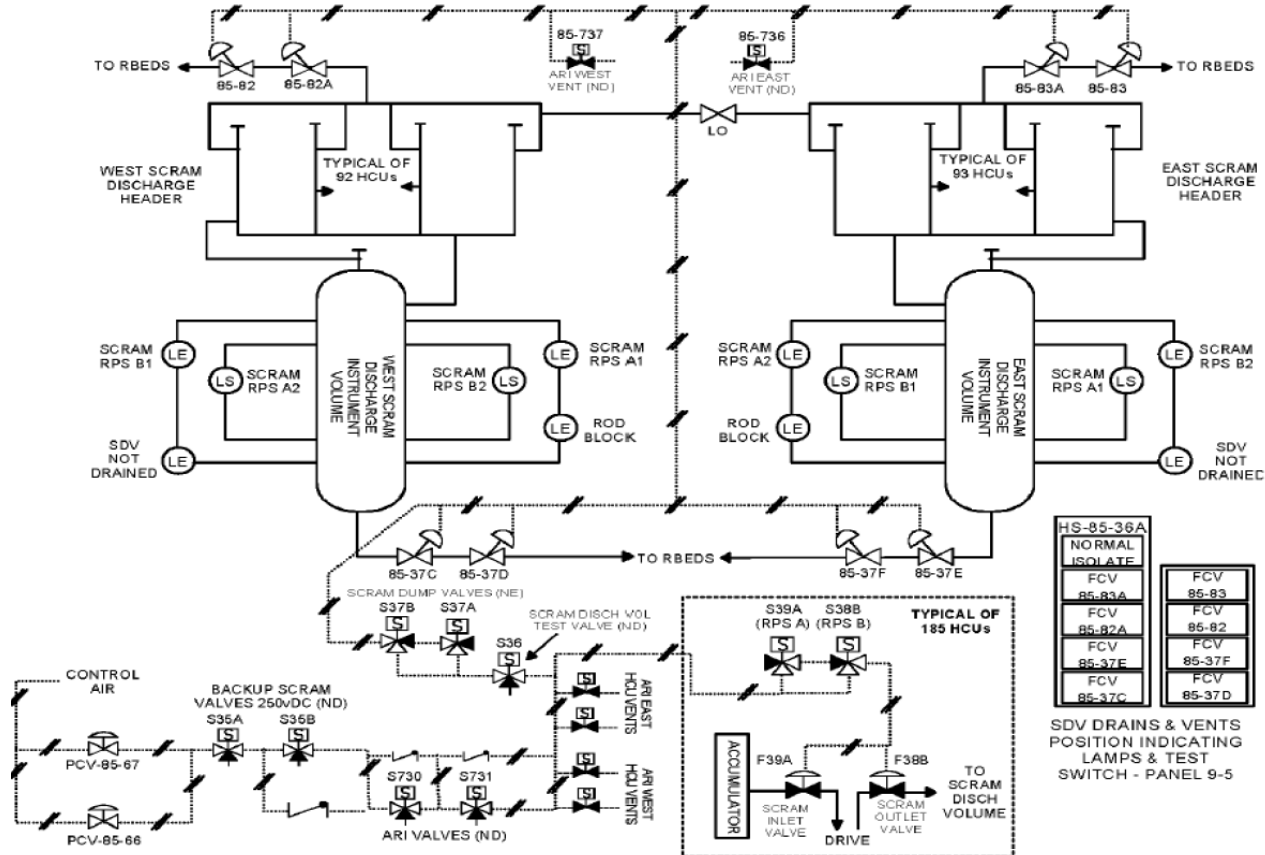 85-737
S
ARI WEST
VENT (ND)
85-736
S
ARI EAST
VENT (ND)
TO RBEDS
85-82
85-82A
85-83A
85-83
TO RBEDS
LO
WEST SCRAM
DISCHARGE
HEADER
TYPICAL OF
92 HCUs
TYPICAL OF
93 HCUs
EAST SCRAM
DISCHARGE
HEADER
SCRAM
RPS B1
LE
SCRAM
RPS A2
LS
WEST SCRAM
DISCHARGE
INSTRUMENT
VOLUME
SCRAM
RPS B2
LS
LE
SCRAM
RPS A1
SDV
NOT
DRAINED
LE
LE
ROD
BLOCK
SCRAM
RPS A2
LE
LS
SCRAM
RPS B1
EAST SCRAM
DISCHARGE
INSTRUMENT
VOLUME
SCRAM
RPS A1
LS
LE
SCRAM
RPS B2
ROD
BLOCK
LE
LE
SDV
NOT
DRAINED
85-37C
85-37D
TO RBEDS
85-37F
85-37E
SCRAM DUMP VALVES (NE)
S37B
S
S37A
S
SCRAM DISCH VOL
TEST VALVE (ND)
S36
S
CONTROL
AIR
BACKUP SCRAM
VALVES 250vDC (ND)
S35A
S
S35B
S
PCV-85-67
PCV-85-66
S730
S
S731
S
ARI VALVES (ND)
S
S
ARI EAST
HCU VENTS
S
S
ARI WEST
HCU VENTS
S39A
(RPS A)
S
S38B
(RPS B)
S
TYPICAL OF
185 HCUs
ACCUMULATOR
F39A
SCRAM
INLET
VALVE
DRIVE
F38B
SCRAM
OUTLET
VALVE
TO
SCRAM
DISCH
VOLUME
HS-85-36A
NORMAL
ISOLATE
FCV
85-83A
FCV
85-82A
FCV
85-37E
FCV
85-37C
FCV
85-83
FCV
85-82
FCV
85-37F
FCV
85-37D
SDV DRAINS & VENTS
POSITION INDICATING
LAMPS & TEST
SWITCH - PANEL 9-5